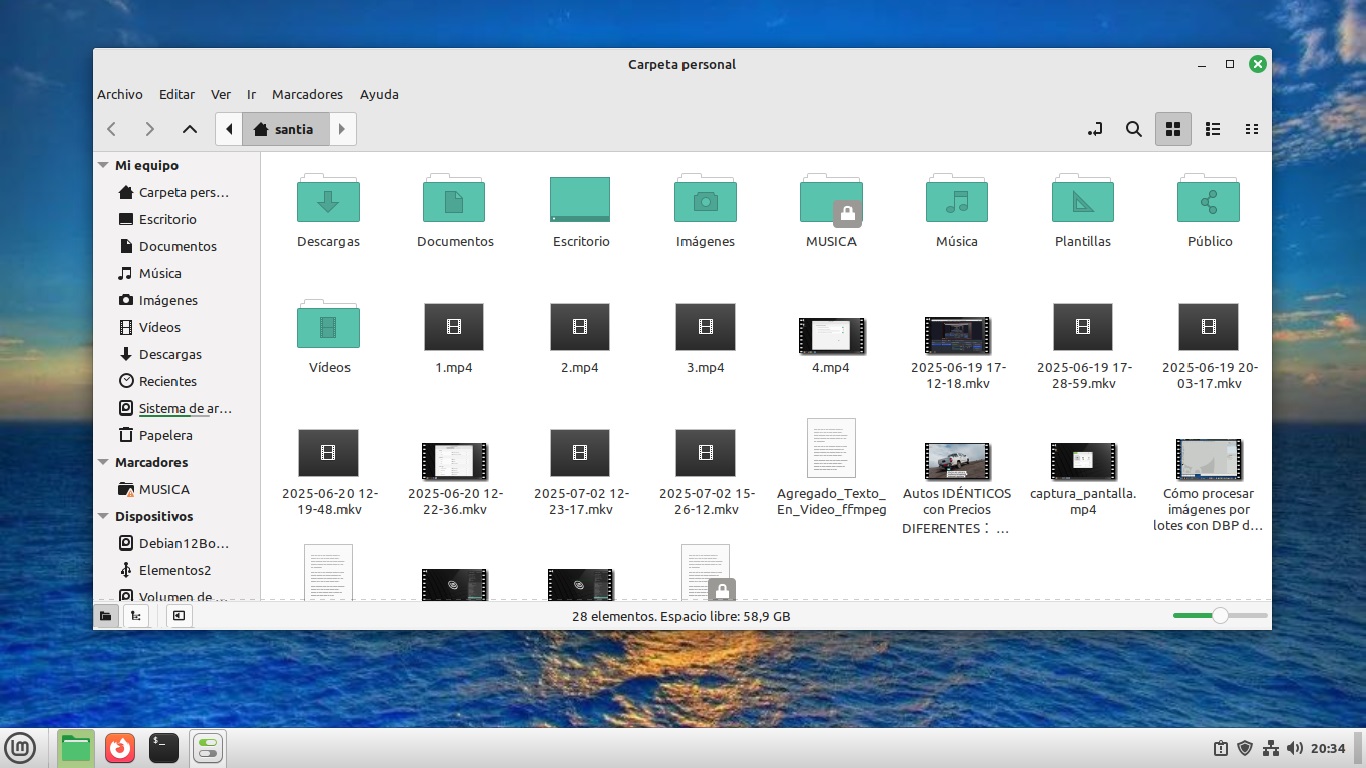 Carpeta personal
Archivo Editar Ver Ir Marcadores Ayuda
santia
Mi equipo
Carpeta pers...
Escritorio
Documentos
Música
Imágenes
Vídeos
Descargas
Recientes
Sistema de ar...
Papelera
Marcadores
MUSICA
Dispositivos
Debian12Bo...
Elementos2
Volumen de ...
Descargas
Documentos
Escritorio
Imágenes
MUSICA
Música
Plantillas
Público
Vídeos
1.mp4
2.mp4
3.mp4
4.mp4
2025-06-19 17-
12-18.mkv
2025-06-19 17-
28-59.mkv
2025-06-19 20-
03-17.mkv
2025-06-20 12-
19-48.mkv
2025-06-20 12-
22-36.mkv
2025-07-02 12-
23-17.mkv
2025-07-02 15-
26-12.mkv
Agregado_Texto_
En_Video_ffmpeg
Autos IDÉNTICOS
con Precios
DIFERENTES： ...
captura_pantalla.
mp4
Cómo procesar
imágenes por
lotes con DBP d...
28 elementos. Espacio libre: 58,9 GB
$_
20:34